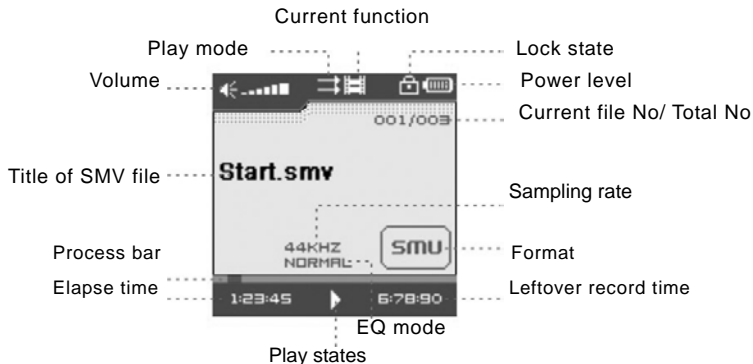 Current function
Play mode
Lock state
Volume
Power level
001/003
Current file No/ Total No
Title of SMV file
Start.smv
Sampling rate
44KHZ
SMV
Process bar
NORMAL
Format
Elapse time
1:23:45
6:78:90
Leftover record time
EQ mode
Play states